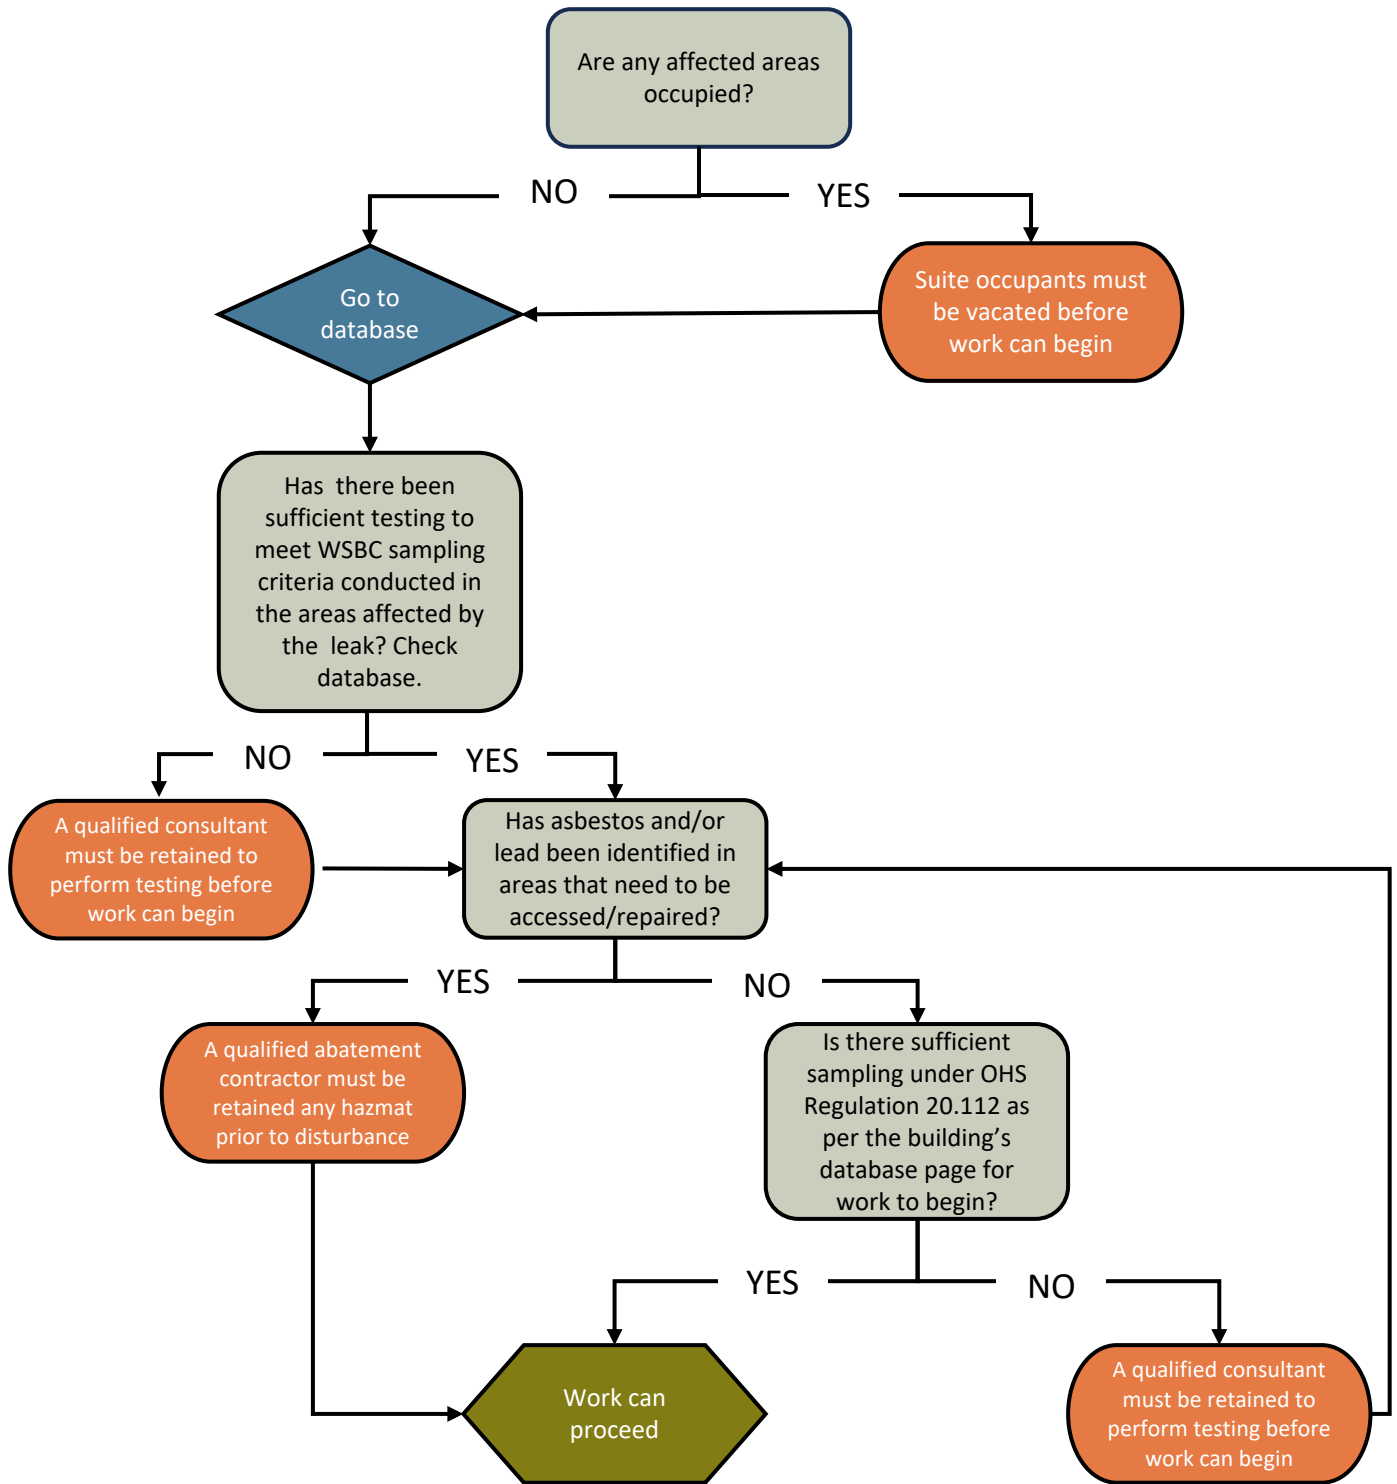 Are any affected areas
occupied?
NO
YES
Go to
database
Suite occupants must
be vacated before
work can begin
Has there been
sufficient testing to
meet WSBC sampling
criteria conducted in
the areas affected by
the leak? Check
database.
NO
YES
A qualified consultant
must be retained to
perform testing before
work can begin
Has asbestos and/or
lead been identified in
areas that need to be
accessed/repaired?
YES
NO
A qualified abatement
contractor must be
retained any hazmat
prior to disturbance
Is there sufficient
sampling under OHS
Regulation 20.112 as
per the building’s
database page for
work to begin?
YES
NO
Work can
proceed
A qualified consultant
must be retained to
perform testing before
work can begin